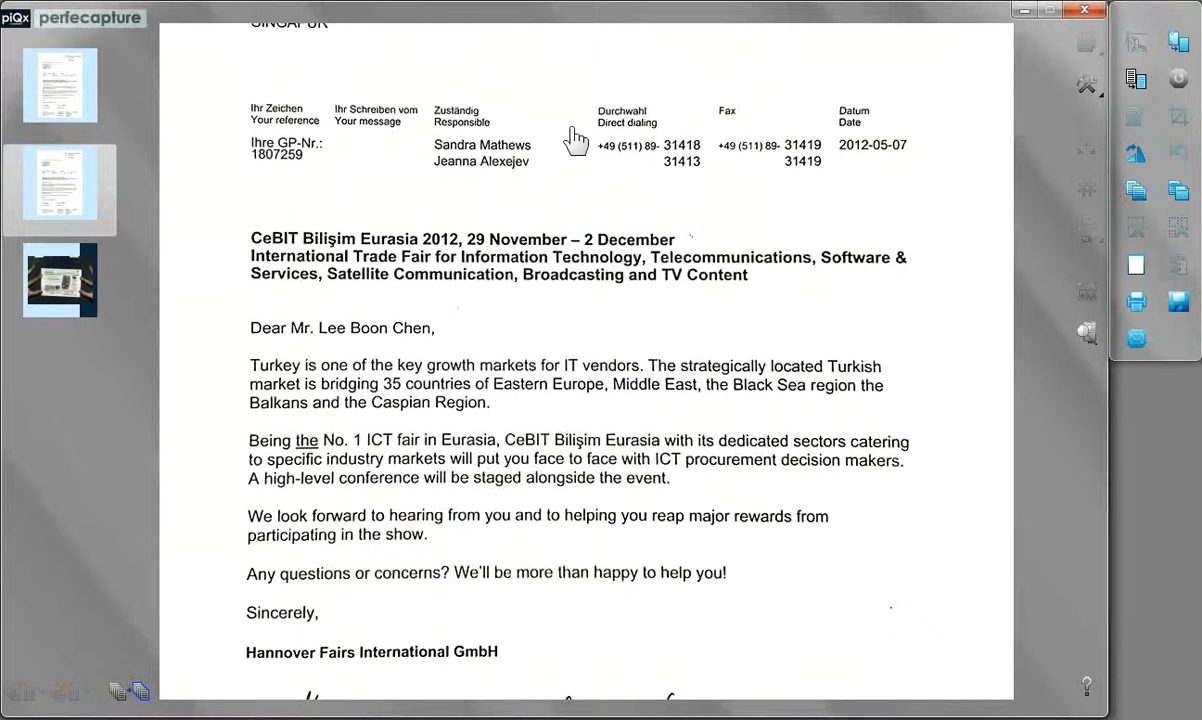 piQx perfecapture
SINGAPUR
Ihr Zeichen Ihr Schreiben vom Zuständig Durchwahl Fax Datum
Your reference Your message Responsible Direct dialing Date
Ihre GP-Nr.: Sandra Mathews +49 (511) 89- 31418 +49 (511) 89- 31419 2012-05-07
1807259 Jeanna Alexejev 31413 31419
CeBIT Bilişim Eurasia 2012, 29 November – 2 December
International Trade Fair for Information Technology, Telecommunications, Software &
Services, Satellite Communication, Broadcasting and TV Content
Dear Mr. Lee Boon Chen,
Turkey is one of the key growth markets for IT vendors. The strategically located Turkish
market is bridging 35 countries of Eastern Europe, Middle East, the Black Sea region the
Balkans and the Caspian Region.
Being the No. 1 ICT fair in Eurasia, CeBIT Bilişim Eurasia with its dedicated sectors catering
to specific industry markets will put you face to face with ICT procurement decision makers.
A high-level conference will be staged alongside the event.
We look forward to hearing from you and to helping you reap major rewards from
participating in the show.
Any questions or concerns? We'll be more than happy to help you!
Sincerely,
Hannover Fairs International GmbH